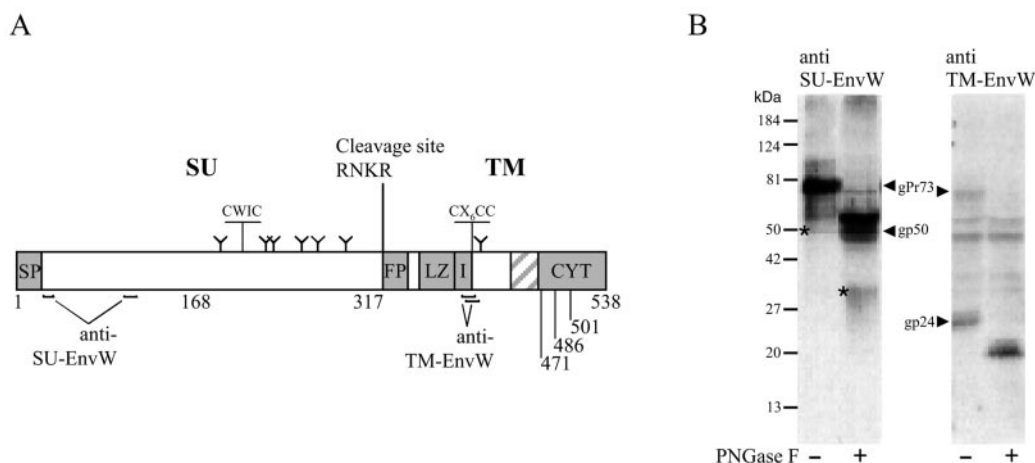 A
B
anti
SU-EnvW
anti
TM-EnvW
kDa
184
124
81
50
42
27
20
13
gPr73
gp50
gp24
*
*
PNGase F – + – +
Cleavage site
RNKR
SU
TM
CWIC
CX6CC
SP
FP
LZ
I
CYT
1 168 317 538
anti-
SU-EnvW
anti-
TM-EnvW
501
486
471